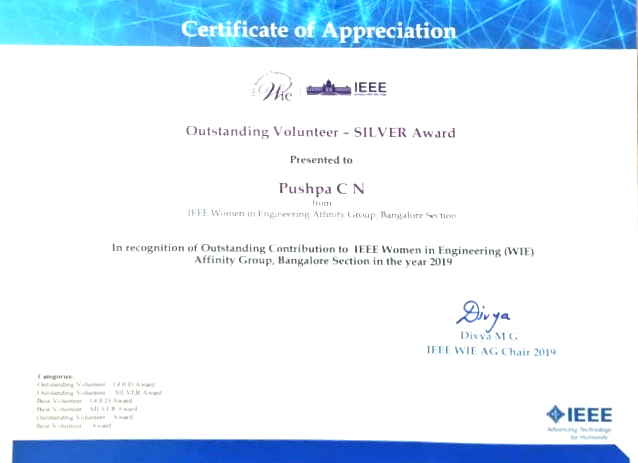 Certificate of Appreciation
Wie IEEE
Outstanding Volunteer – SILVER Award
Presented to
Pushpa C N
from
IEEE Women in Engineering Affinity Group, Bangalore Section
In recognition of Outstanding Contribution to IEEE Women in Engineering (WIE)
Affinity Group, Bangalore Section in the year 2019
Divya
Divya M G
IEEE WIE AG Chair 2019
Categories:
Outstanding Volunteer - GOLD Award
Outstanding Volunteer - SILVER Award
Best Volunteer - GOLD Award
Best Volunteer - SILVER Award
Outstanding Volunteer - Award
Best Volunteer - Award
IEEE
Advancing Technology
for Humanity